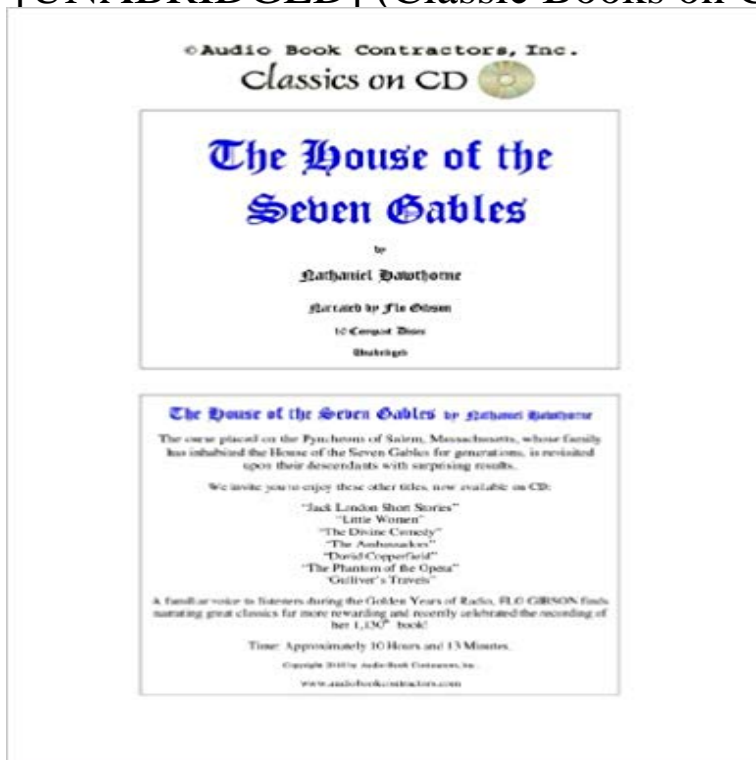 [UNABRIDGED] (Classic Books on C
©Audio Book Contractors, Inc.
Classics on CD
The House of the
Seven Gables
by
Nathaniel Hawthorne
Narrated by Flo Gibson
10 Compact Discs
Unabridged
The House of the Seven Gables by Nathaniel Hawthorne
The curse placed on the Pyncheons of Salem, Massachusetts, whose family
has inhabited the House of the Seven Gables for generations, is revisited
upon their descendants with surprising results.
We invite you to enjoy these other titles, now available on CD:
"Jack London Short Stories"
"Little Women"
"The Divine Comedy"
"The Ambassadors"
"David Copperfield"
"The Phantom of the Opera"
"Gulliver's Travels"
A familiar voice to listeners during the Golden Years of Radio, FLO GIBSON finds
narrating great classics far more rewarding and recently celebrated the recording of
her 1,130th book!
Time: Approximately 10 Hours and 13 Minutes.
Copyright 2010 by Audio Book Contractors, Inc.
www.audiobookcontractors.com